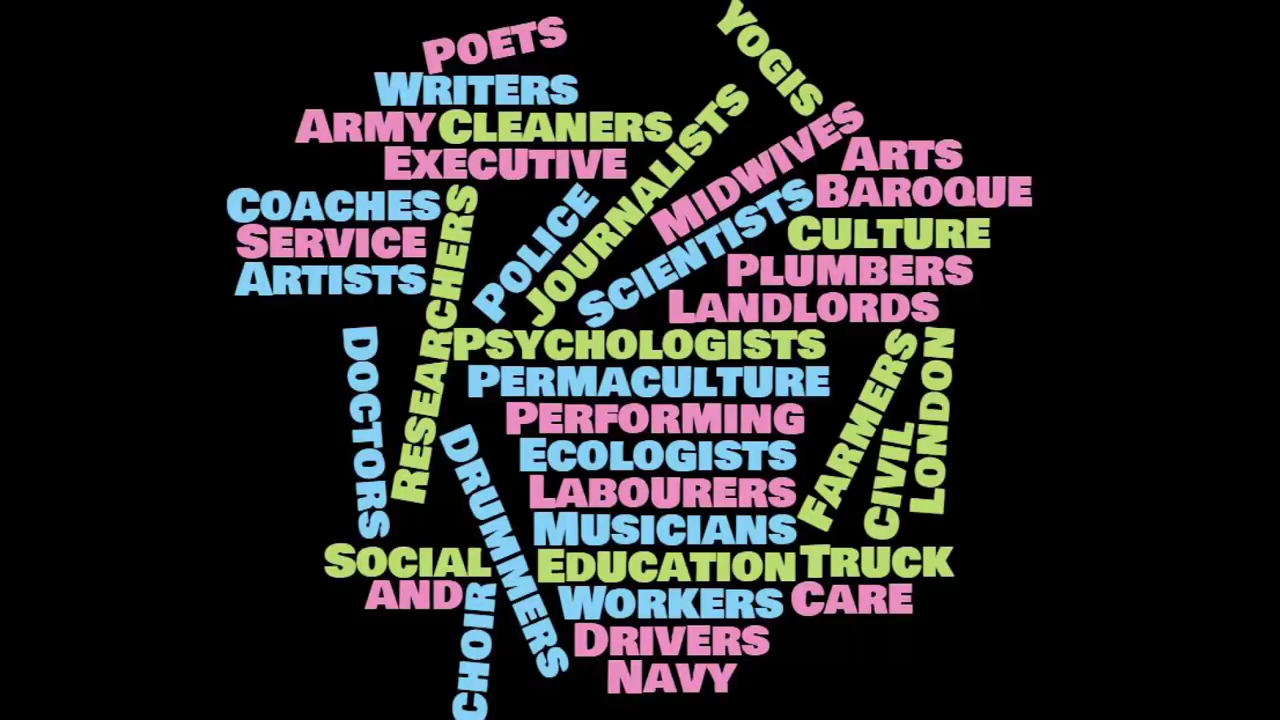 Poets
Yogis
Writers
Army
Cleaners
Journalists
Midwives
Executive
Arts
Coaches
Researchers
Police
Scientists
Baroque
Service
Culture
Artists
Plumbers
Landlords
Doctors
Psychologists
Farmers
London
Permaculture
Performing
Drummers
Ecologists
Civil
Labourers
Musicians
Social
Education
Truck
and
Choir
Workers
Care
Drivers
Navy